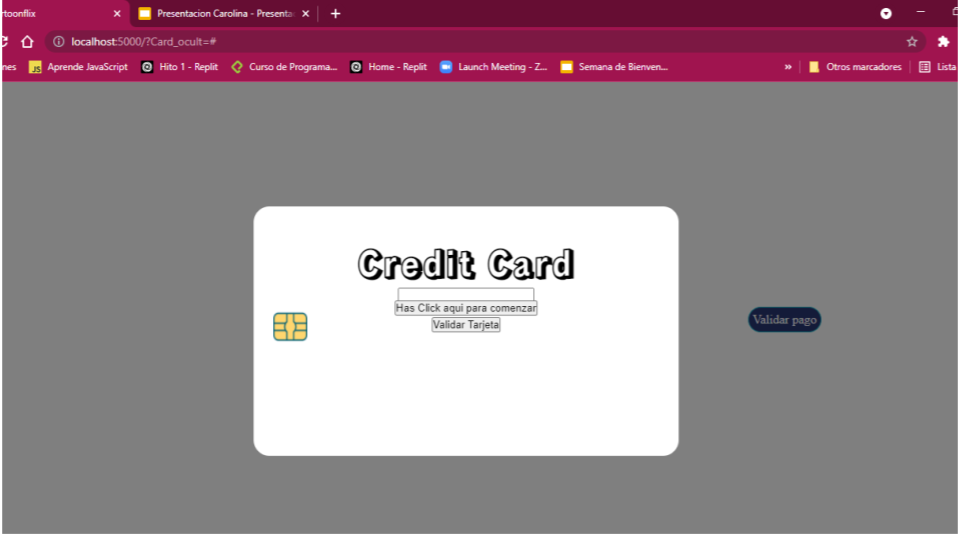 rtoonflix
Presentacion Carolina - Presenta
localhost:5000/?Card_ocult=#
nes
JS Aprende JavaScript
Hito 1 - Replit
Curso de Programa...
Home - Replit
Launch Meeting - Z...
Semana de Bienven...
»
Otros marcadores
Lista
Credit Card
Has Click aqui para comenzar
Validar Tarjeta
Validar pago